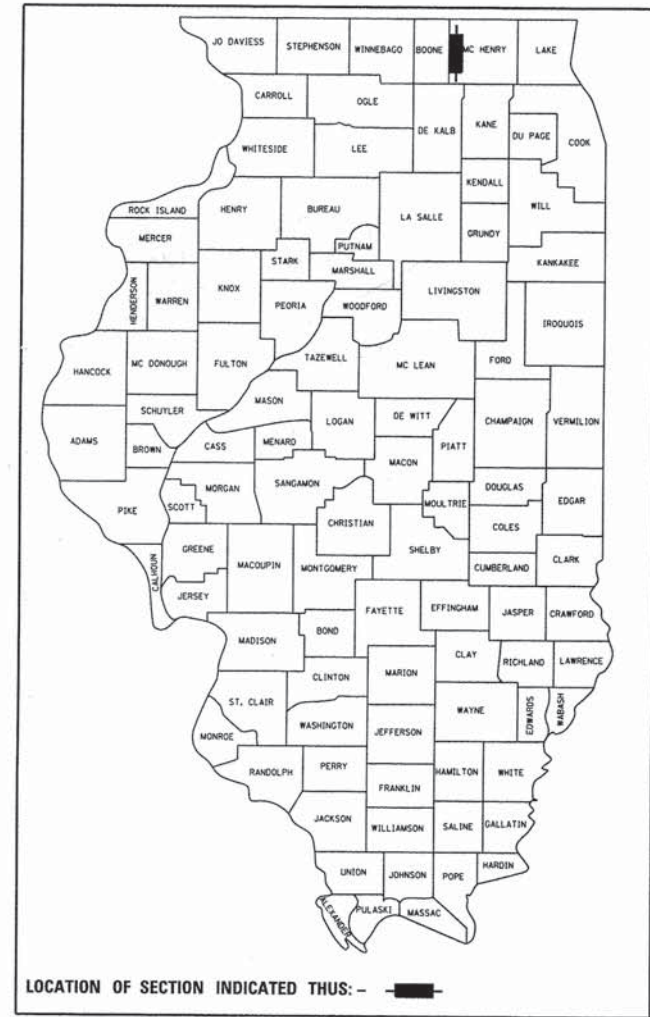 JO DAVIESS
STEPHENSON
WINNEBAGO
BOONE
MC HENRY
LAKE
CARROLL
OGLE
DE KALB
KANE
DU PAGE
COOK
WHITESIDE
LEE
KENDALL
WILL
ROCK ISLAND
HENRY
BUREAU
LA SALLE
GRUNDY
MERCER
PUTNAM
KANKAKEE
STARK
MARSHALL
HENDERSON
WARREN
KNOX
PEORIA
WOODFORD
LIVINGSTON
IROQUOIS
HANCOCK
MC DONOUGH
FULTON
TAZEWELL
MC LEAN
FORD
SCHUYLER
MASON
LOGAN
DE WITT
CHAMPAIGN
VERMILION
ADAMS
BROWN
CASS
MENARD
PIATT
MACON
MORGAN
SANGAMON
DOUGLAS
EDGAR
PIKE
SCOTT
MOULTRIE
CHRISTIAN
COLES
GREENE
SHELBY
CALHOUN
MACOUPIN
MONTGOMERY
CUMBERLAND
CLARK
JERSEY
FAYETTE
EFFINGHAM
JASPER
CRAWFORD
MADISON
BOND
CLAY
RICHLAND
LAWRENCE
CLINTON
MARION
ST. CLAIR
WAYNE
EDWARDS
WABASH
WASHINGTON
MONROE
JEFFERSON
RANDOLPH
PERRY
HAMILTON
WHITE
FRANKLIN
JACKSON
WILLIAMSON
SALINE
GALLATIN
UNION
JOHNSON
POPE
HARDIN
ALEXANDER
PULASKI
MASSAC
LOCATION OF SECTION INDICATED THUS: -